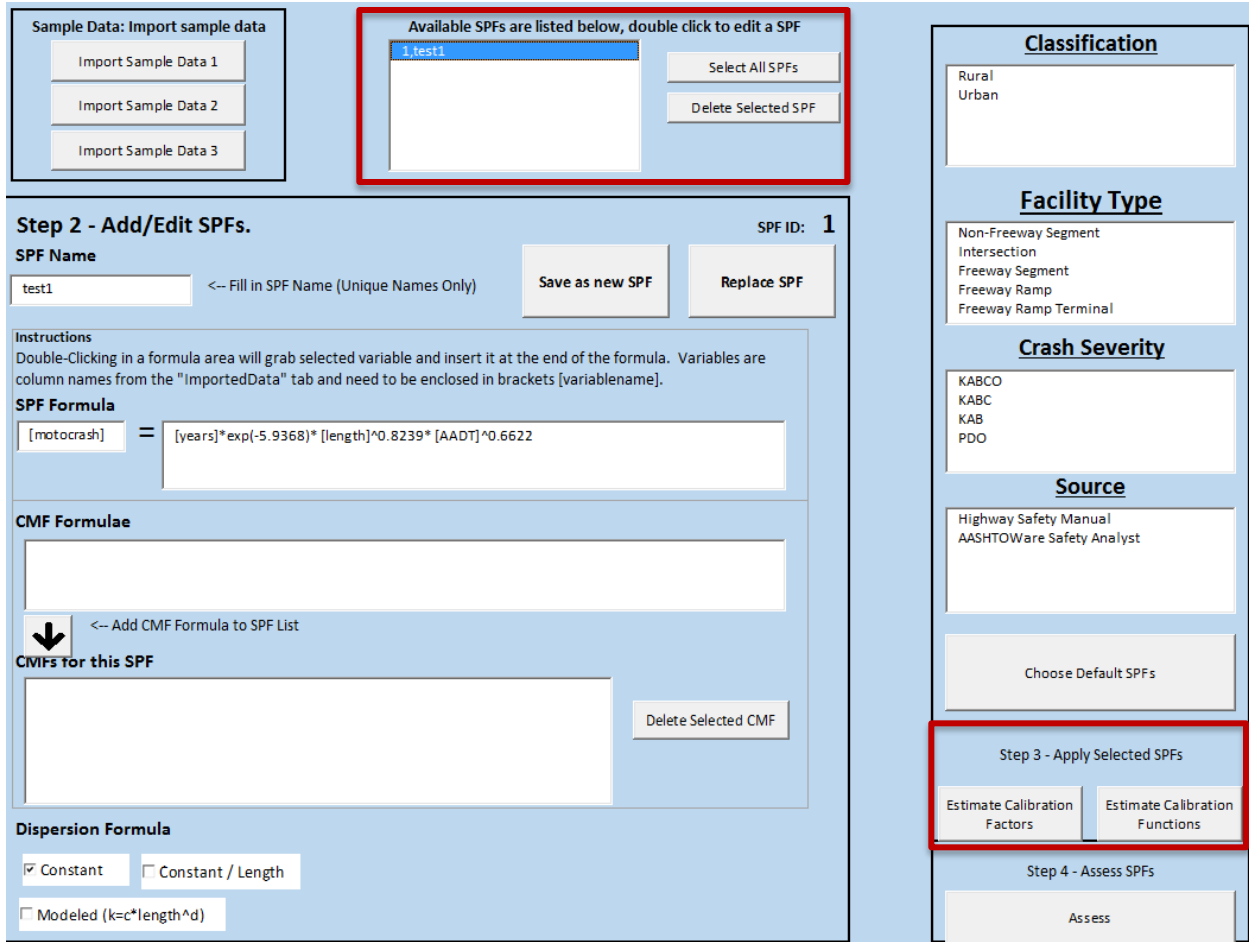 Sample Data: Import sample data
Import Sample Data 1
Import Sample Data 2
Import Sample Data 3
Available SPFs are listed below, double click to edit a SPF
1,test1
Select All SPFs
Delete Selected SPF
Step 2 - Add/Edit SPFs.
SPF ID: 1
SPF Name
test1
<-- Fill in SPF Name (Unique Names Only)
Save as new SPF
Replace SPF
Instructions
Double-Clicking in a formula area will grab selected variable and insert it at the end of the formula. Variables are
column names from the "ImportedData" tab and need to be enclosed in brackets [variablename].
SPF Formula
[motocrash] = [years]*exp(-5.9368)* [length]^0.8239* [AADT]^0.6622
CMF Formulae
<-- Add CMF Formula to SPF List
CMFs for this SPF
Delete Selected CMF
Dispersion Formula
Constant
Constant / Length
Modeled (k=c*length^d)
Classification
Rural
Urban
Facility Type
Non-Freeway Segment
Intersection
Freeway Segment
Freeway Ramp
Freeway Ramp Terminal
Crash Severity
KABCO
KABC
KAB
PDO
Source
Highway Safety Manual
AASHTOWare Safety Analyst
Choose Default SPFs
Step 3 - Apply Selected SPFs
Estimate Calibration
Factors
Estimate Calibration
Functions
Step 4 - Assess SPFs
Assess